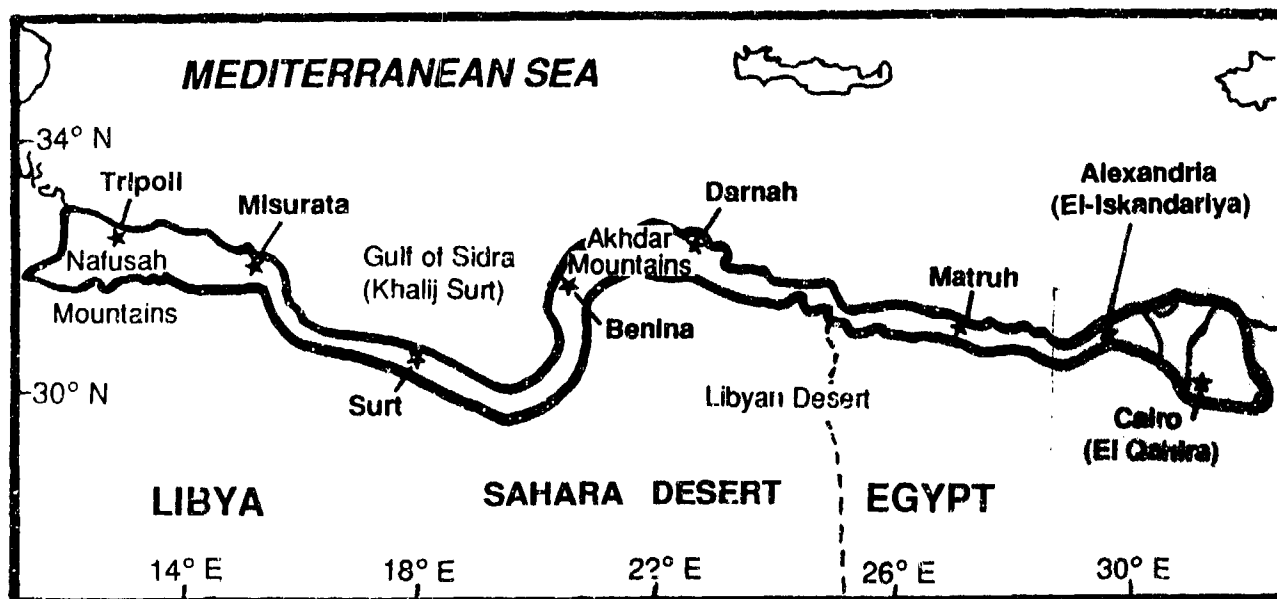 MEDITERRANEAN SEA
34° N
Tripoli
Misurata
Gulf of Sidra
(Khalij Surt)
Nafusah
Mountains
Akhdar
Mountains
Darnah
Alexandria
(El-Iskandariya)
Matruh
Benina
Surt
30° N
Libyan Desert
Cairo
(El Qahira)
LIBYA
SAHARA DESERT
EGYPT
14° E
18° E
22° E
26° E
30° E